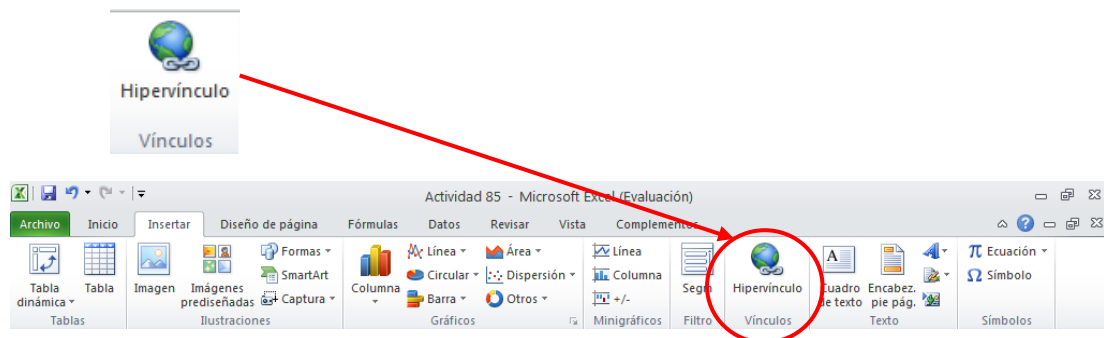 Hipervínculo
Vínculos
Actividad 85 - Microsoft Excel (Evaluación)
Archivo Inicio Insertar Diseño de página Fórmulas Datos Revisar Vista Complementos
Tabla dinámica
Tabla
Tablas
Imagen
Imágenes prediseñadas
Formas
SmartArt
Captura
Ilustraciones
Columna
Línea
Circular
Barra
Área
Dispersión
Otros
Gráficos
Línea
Columna
+/-
Minigráficos
Segm
Filtro
Hipervínculo
Vínculos
A
Cuadro
de texto
Encabez.
pie pág.
A
Texto
π Ecuación
Ω Símbolo
Símbolos